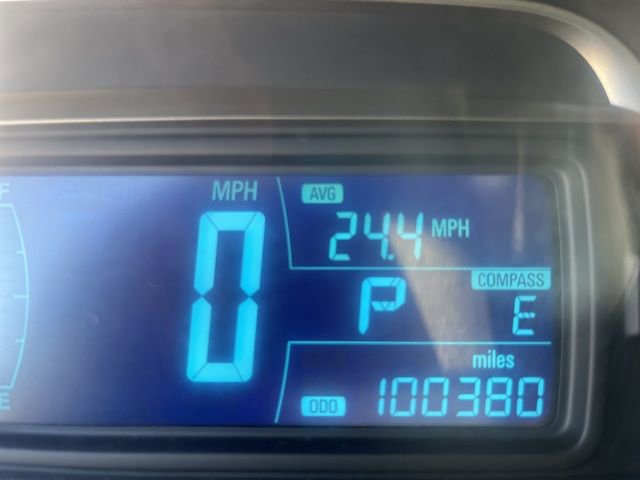 F
MPH
AVG
24.4 MPH
0
P
COMPASS
E
miles
ODO 100380
E